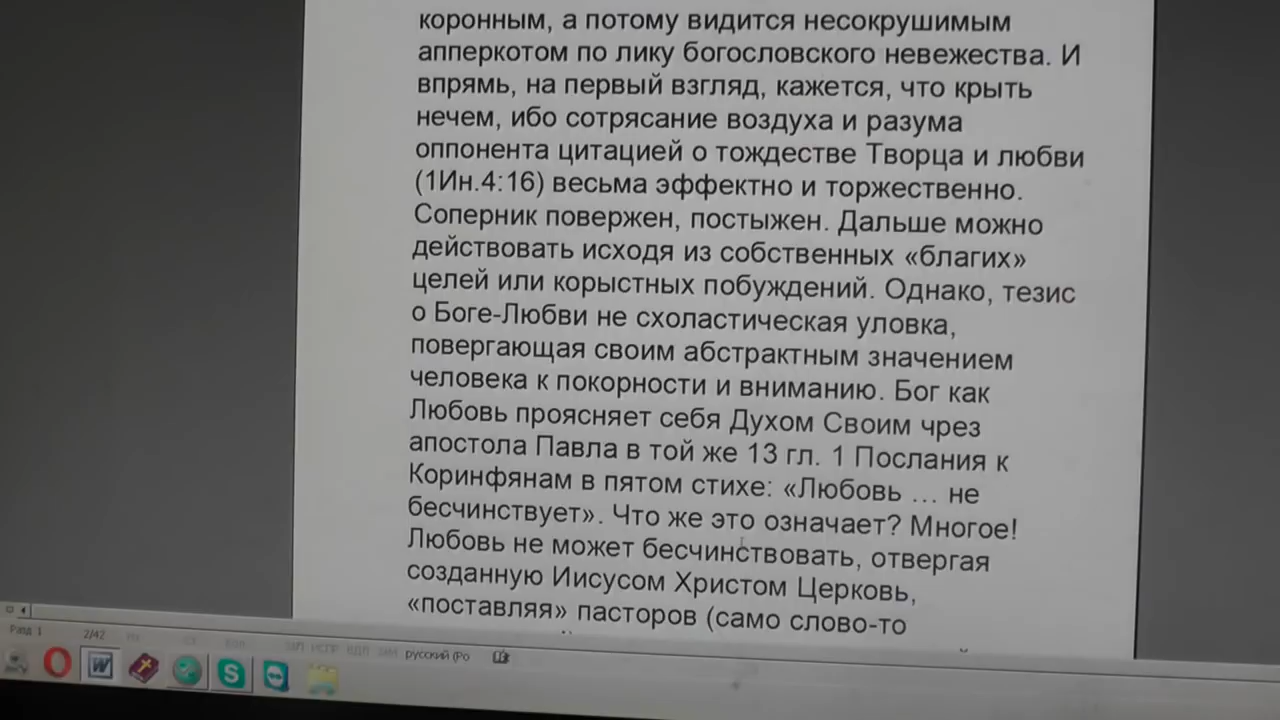 коронным, а потому видится несокрушимым
апперкотом по лику богословского невежества. И
впрямь, на первый взгляд, кажется, что крыть
нечем, ибо сотрясание воздуха и разума
оппонента цитацией о тождестве Творца и любви
(1Ин.4:16) весьма эффектно и торжественно.
Соперник повержен, постыжен. Дальше можно
действовать исходя из собственных «благих»
целей или корыстных побуждений. Однако, тезис
о Боге-Любви не схоластическая уловка,
повергающая своим абстрактным значением
человека к покорности и вниманию. Бог как
Любовь проясняет себя Духом Своим чрез
апостола Павла в той же 13 гл. 1 Послания к
Коринфянам в пятом стихе: «Любовь … не
бесчинствует». Что же это означает? Многое!
Любовь не может бесчинствовать, отвергая
созданную Иисусом Христом Церковь,
«поставляя» пасторов (само слово-то
Разд 1 2/42 русский (Ро